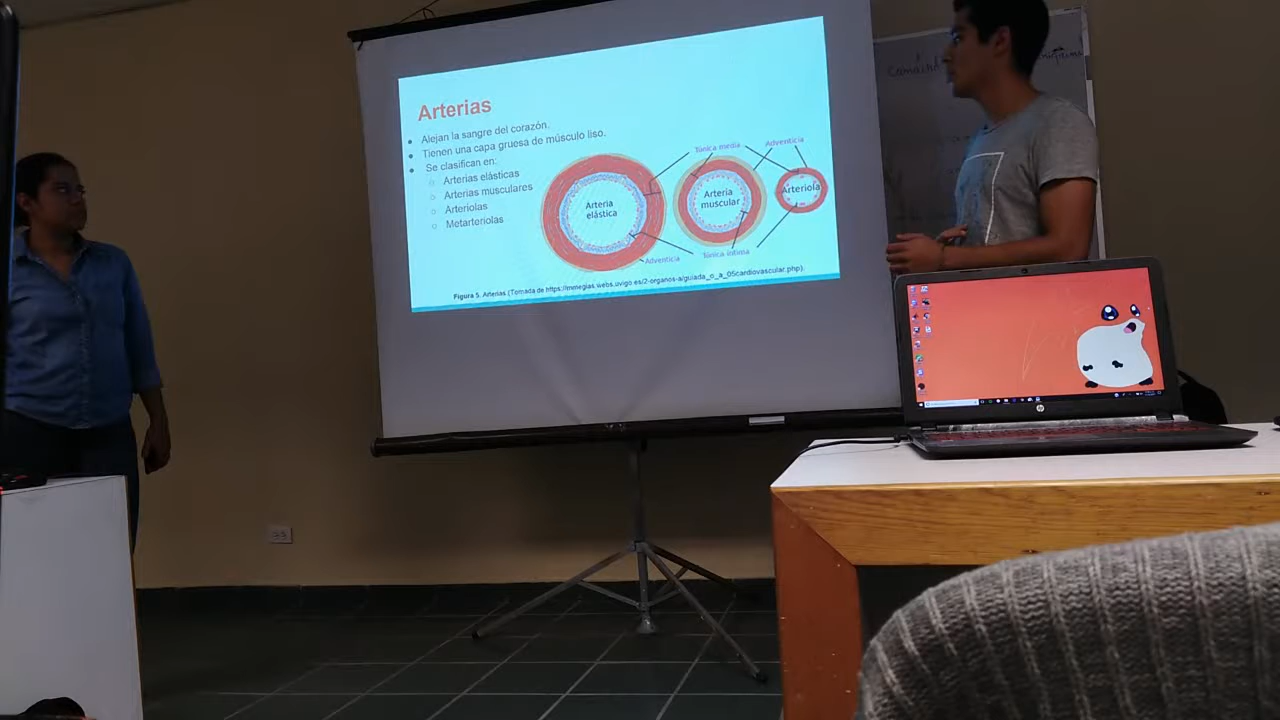 Arterias
Alejan la sangre del corazón.
Tienen una capa gruesa de músculo liso.
Se clasifican en:
Arterias elásticas
Arterias musculares
Arteriolas
Metarteriolas
Túnica media
Adventicia
Arteria
elástica
Arteria
muscular
Arteriola
Adventicia
Túnica íntima
Figura 5. Arterias (Tomada de https://mmegias.webs.uvigo.es/2-organos-a/guiada_o_a_05cardiovascular.php).
hp